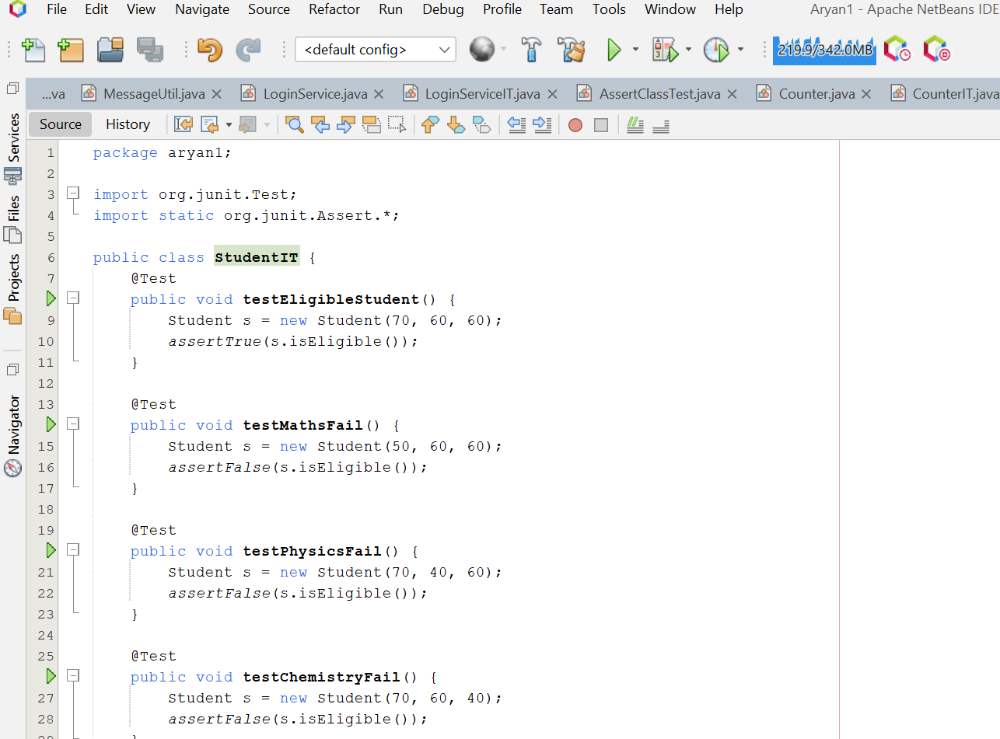 File Edit View Navigate Source Refactor Run Debug Profile Team Tools Window Help Aryan1 - Apache NetBeans IDE
<default config> 219.9/342.0MB
...va MessageUtil.java LoginService.java LoginServiceIT.java AssertClassTest.java Counter.java CounterIT.java
Source History
Services
Files
Projects
Navigator
1 package aryan1;
2
3 import org.junit.Test;
4 import static org.junit.Assert.*;
5
6 public class StudentIT {
7 @Test
public void testEligibleStudent() {
9 Student s = new Student(70, 60, 60);
10 assertTrue(s.isEligible());
11 }
12
13 @Test
public void testMathsFail() {
15 Student s = new Student(50, 60, 60);
16 assertFalse(s.isEligible());
17 }
18
19 @Test
public void testPhysicsFail() {
21 Student s = new Student(70, 40, 60);
22 assertFalse(s.isEligible());
23 }
24
25 @Test
public void testChemistryFail() {
27 Student s = new Student(70, 60, 40);
28 assertFalse(s.isEligible());